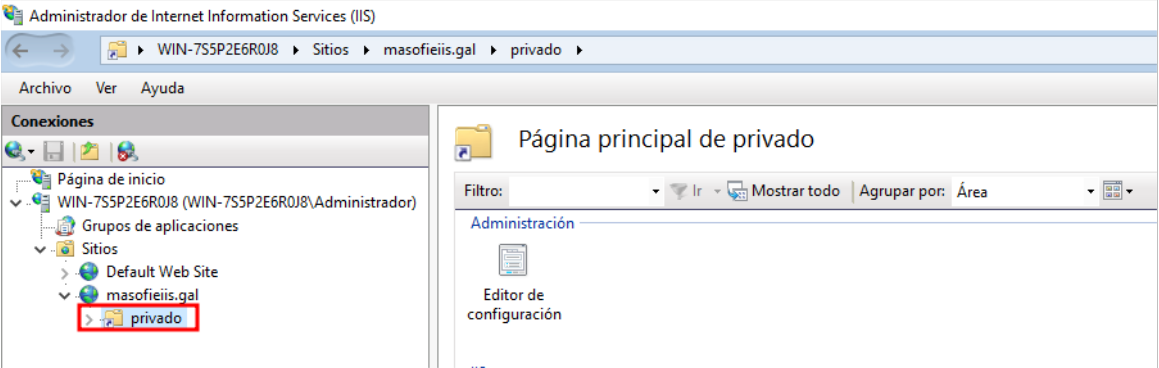 Administrador de Internet Information Services (IIS)
WIN-7S5P2E6R0J8 Sitios masofieiis.gal privado
Archivo Ver Ayuda
Conexiones
Página de inicio
WIN-7S5P2E6R0J8 (WIN-7S5P2E6R0J8\Administrador)
Grupos de aplicaciones
Sitios
Default Web Site
masofieiis.gal
privado
Página principal de privado
Filtro: Ir Mostrar todo Agrupar por: Área
Administración
Editor de
configuración